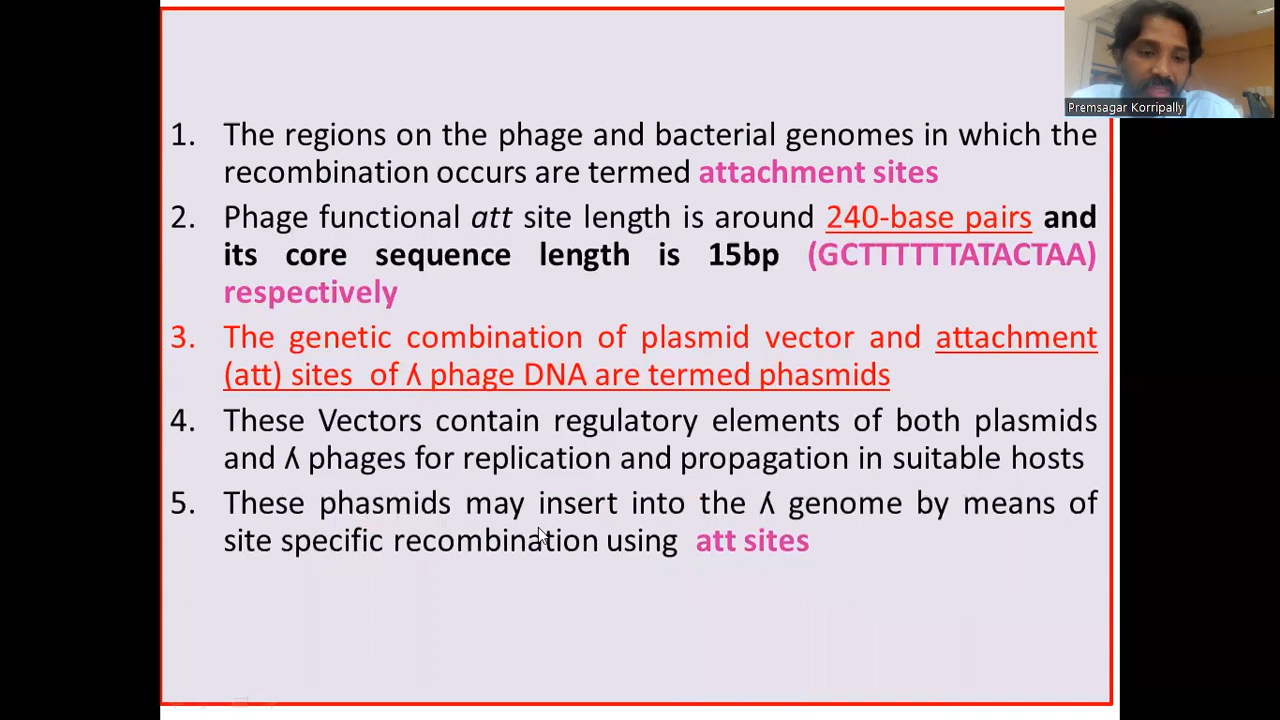 Premsagar Korripally
1. The regions on the phage and bacterial genomes in which the
recombination occurs are termed attachment sites
2. Phage functional att site length is around 240-base pairs and
its core sequence length is 15bp (GCTTTTTTATACTAA)
respectively
3. The genetic combination of plasmid vector and attachment
(att) sites of ʎ phage DNA are termed phasmids
4. These Vectors contain regulatory elements of both plasmids
and ʎ phages for replication and propagation in suitable hosts
5. These phasmids may insert into the ʎ genome by means of
site specific recombination using att sites